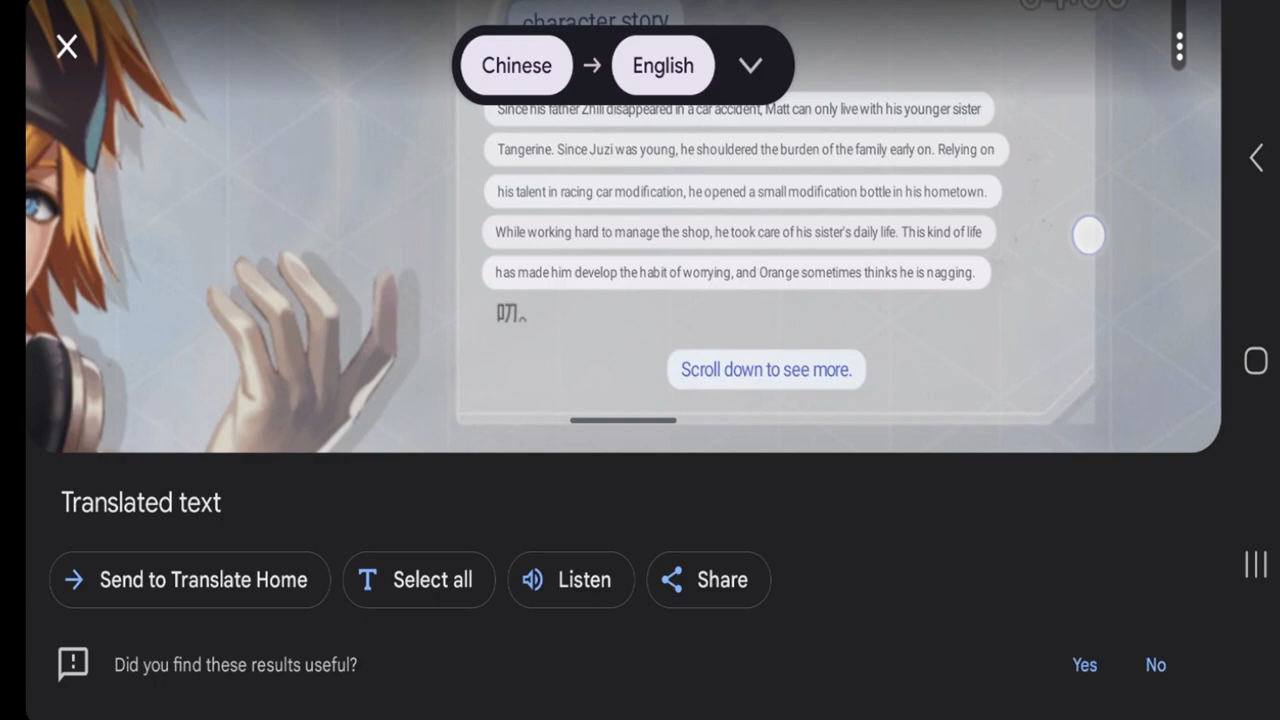 character story
Chinese → English
Since his father Zhili disappeared in a car accident, Matt can only live with his younger sister
Tangerine. Since Juzi was young, he shouldered the burden of the family early on. Relying on
his talent in racing car modification, he opened a small modification bottle in his hometown.
While working hard to manage the shop, he took care of his sister's daily life. This kind of life
has made him develop the habit of worrying, and Orange sometimes thinks he is nagging.
叨。
Scroll down to see more.
Translated text
Send to Translate Home
Select all
Listen
Share
Did you find these results useful?
Yes
No